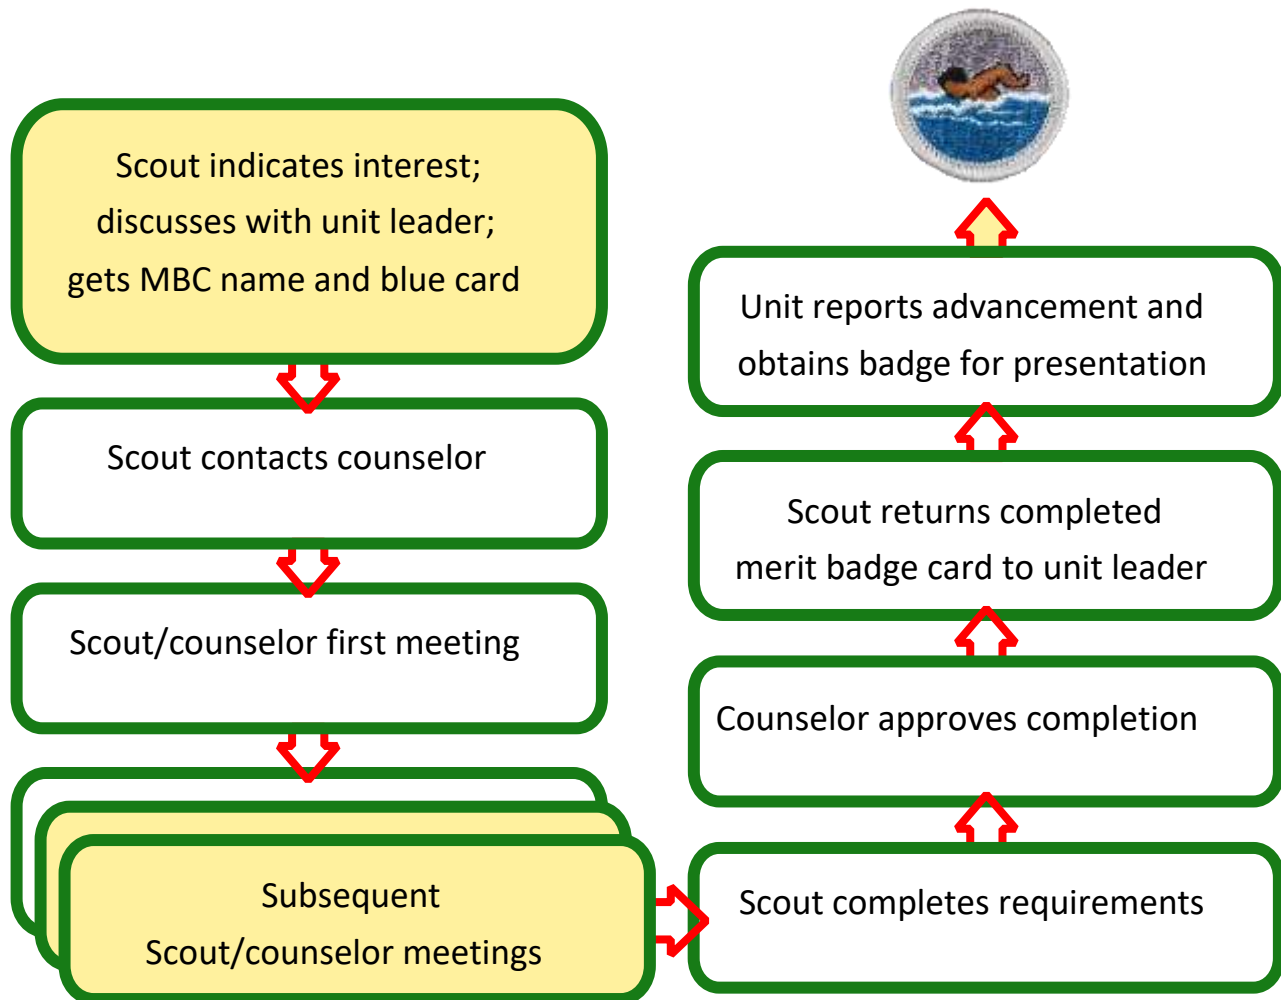 Scout indicates interest;
discusses with unit leader;
gets MBC name and blue card
Scout contacts counselor
Scout/counselor first meeting
Subsequent
Scout/counselor meetings
Scout completes requirements
Counselor approves completion
Scout returns completed
merit badge card to unit leader
Unit reports advancement and
obtains badge for presentation